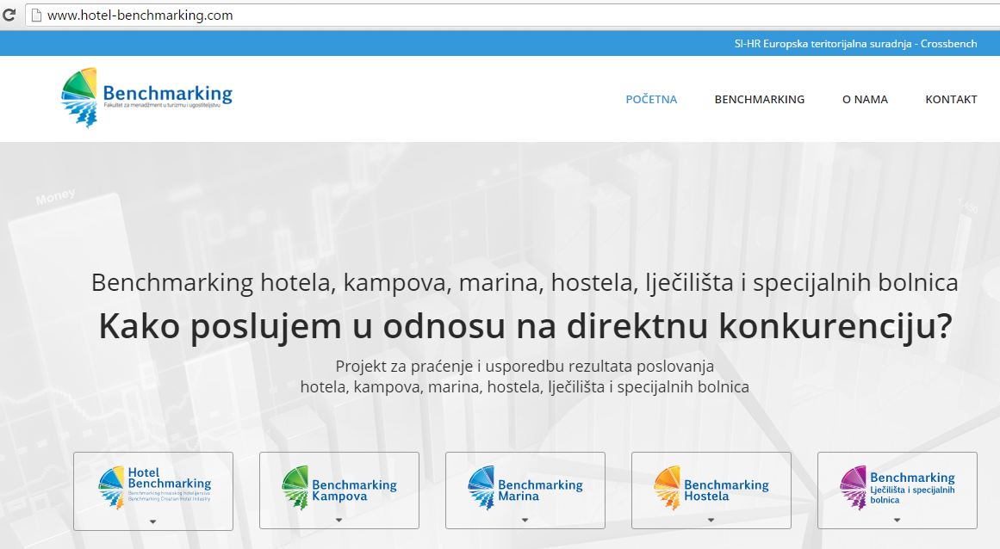 www.hotel-benchmarking.com
SI-HR Europska teritorijalna suradnja - Crossbench
Benchmarking
Fakultet za menadžment u turizmu i ugostiteljstvu
POČETNA BENCHMARKING O NAMA KONTAKT
Money
1,450
Benchmarking hotela, kampova, marina, hostela, lječilišta i specijalnih bolnica
Kako poslujem u odnosu na direktnu konkurenciju?
Projekt za praćenje i usporedbu rezultata poslovanja
hotela, kampova, marina, hostela, lječilišta i specijalnih bolnica
Hotel
Benchmarking
Benchmarking hrvatskog hotelijerstva
Benchmarking Croatian Hotel Industry
Benchmarking
Kampova
Benchmarking
Marina
Benchmarking
Hostela
Benchmarking
Lječilišta i specijalnih
bolnica